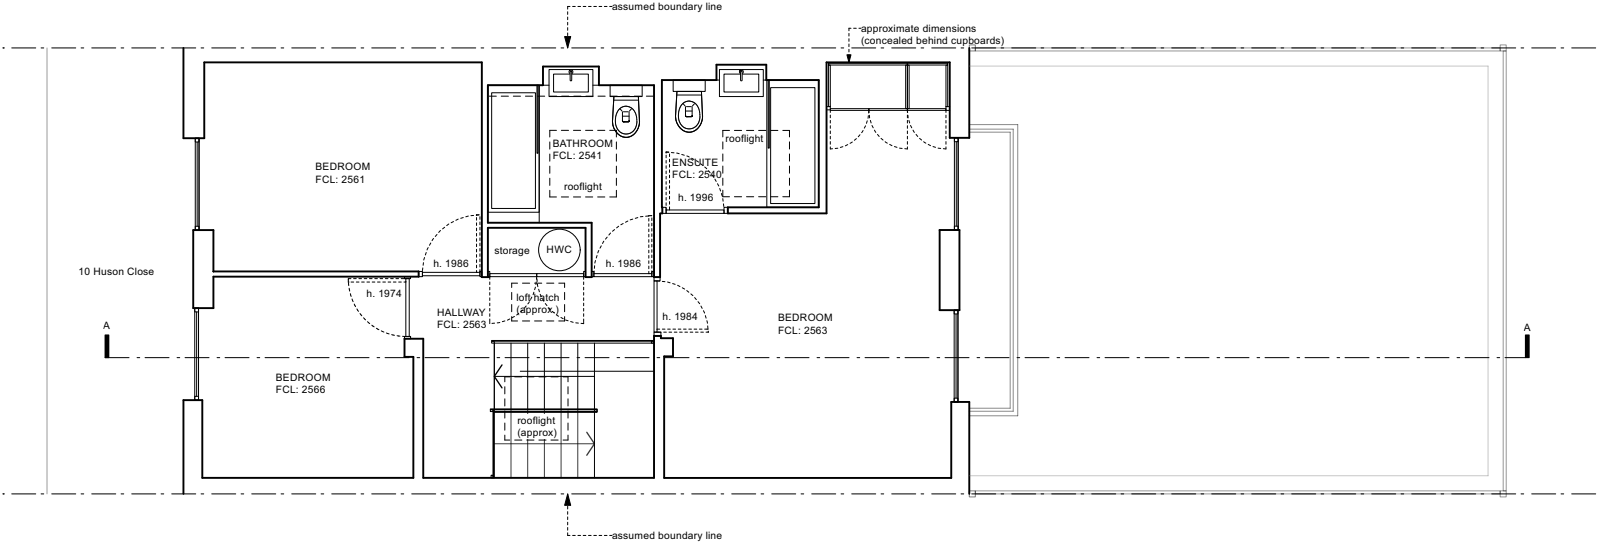 assumed boundary line
approximate dimensions
(concealed behind cupboards)
BEDROOM
FCL: 2561
BATHROOM
FCL: 2541
rooflight
rooflight
ENSUITE
FCL: 2540
h. 1996
h. 1986
storage
HWC
h. 1986
10 Huson Close
h. 1974
loft hatch
(approx.)
HALLWAY
FCL: 2563
h. 1984
BEDROOM
FCL: 2563
A
A
BEDROOM
FCL: 2566
rooflight
(approx)
assumed boundary line